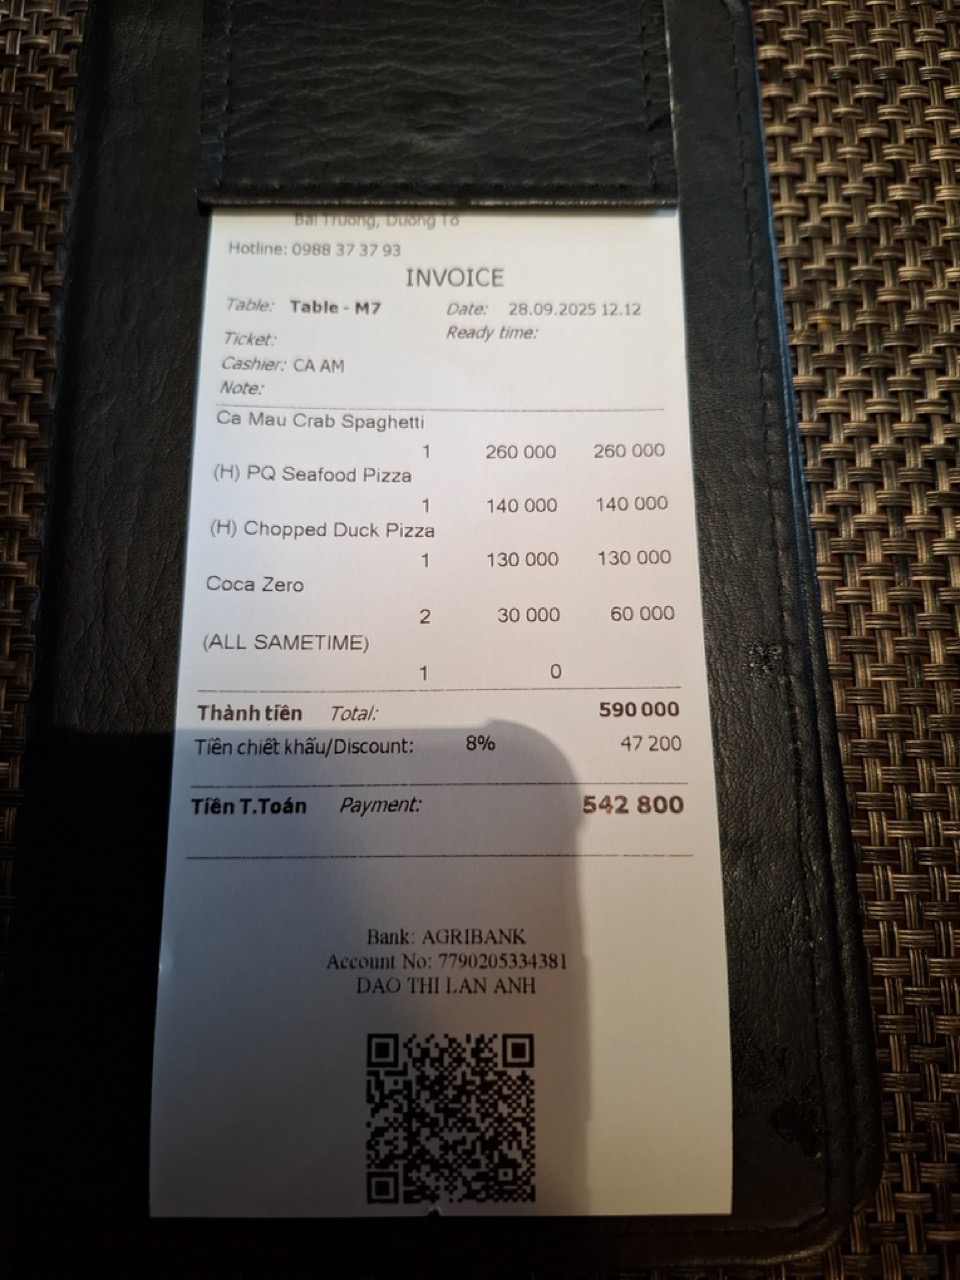 Bai Truong, Duong To
Hotline: 0988 37 37 93
INVOICE
Table: Table - M7 Date: 28.09.2025 12.12
Ready time:
Ticket:
Cashier: CA AM
Note:
Ca Mau Crab Spaghetti
1 260 000 260 000
(H) PQ Seafood Pizza
1 140 000 140 000
(H) Chopped Duck Pizza
1 130 000 130 000
Coca Zero
2 30 000 60 000
(ALL SAMETIME)
1 0
Thành tiền Total: 590 000
Tiền chiết khấu/Discount: 8% 47 200
Tiền T.Toán Payment: 542 800
Bank: AGRIBANK
Account No: 7790205334381
DAO THI LAN ANH